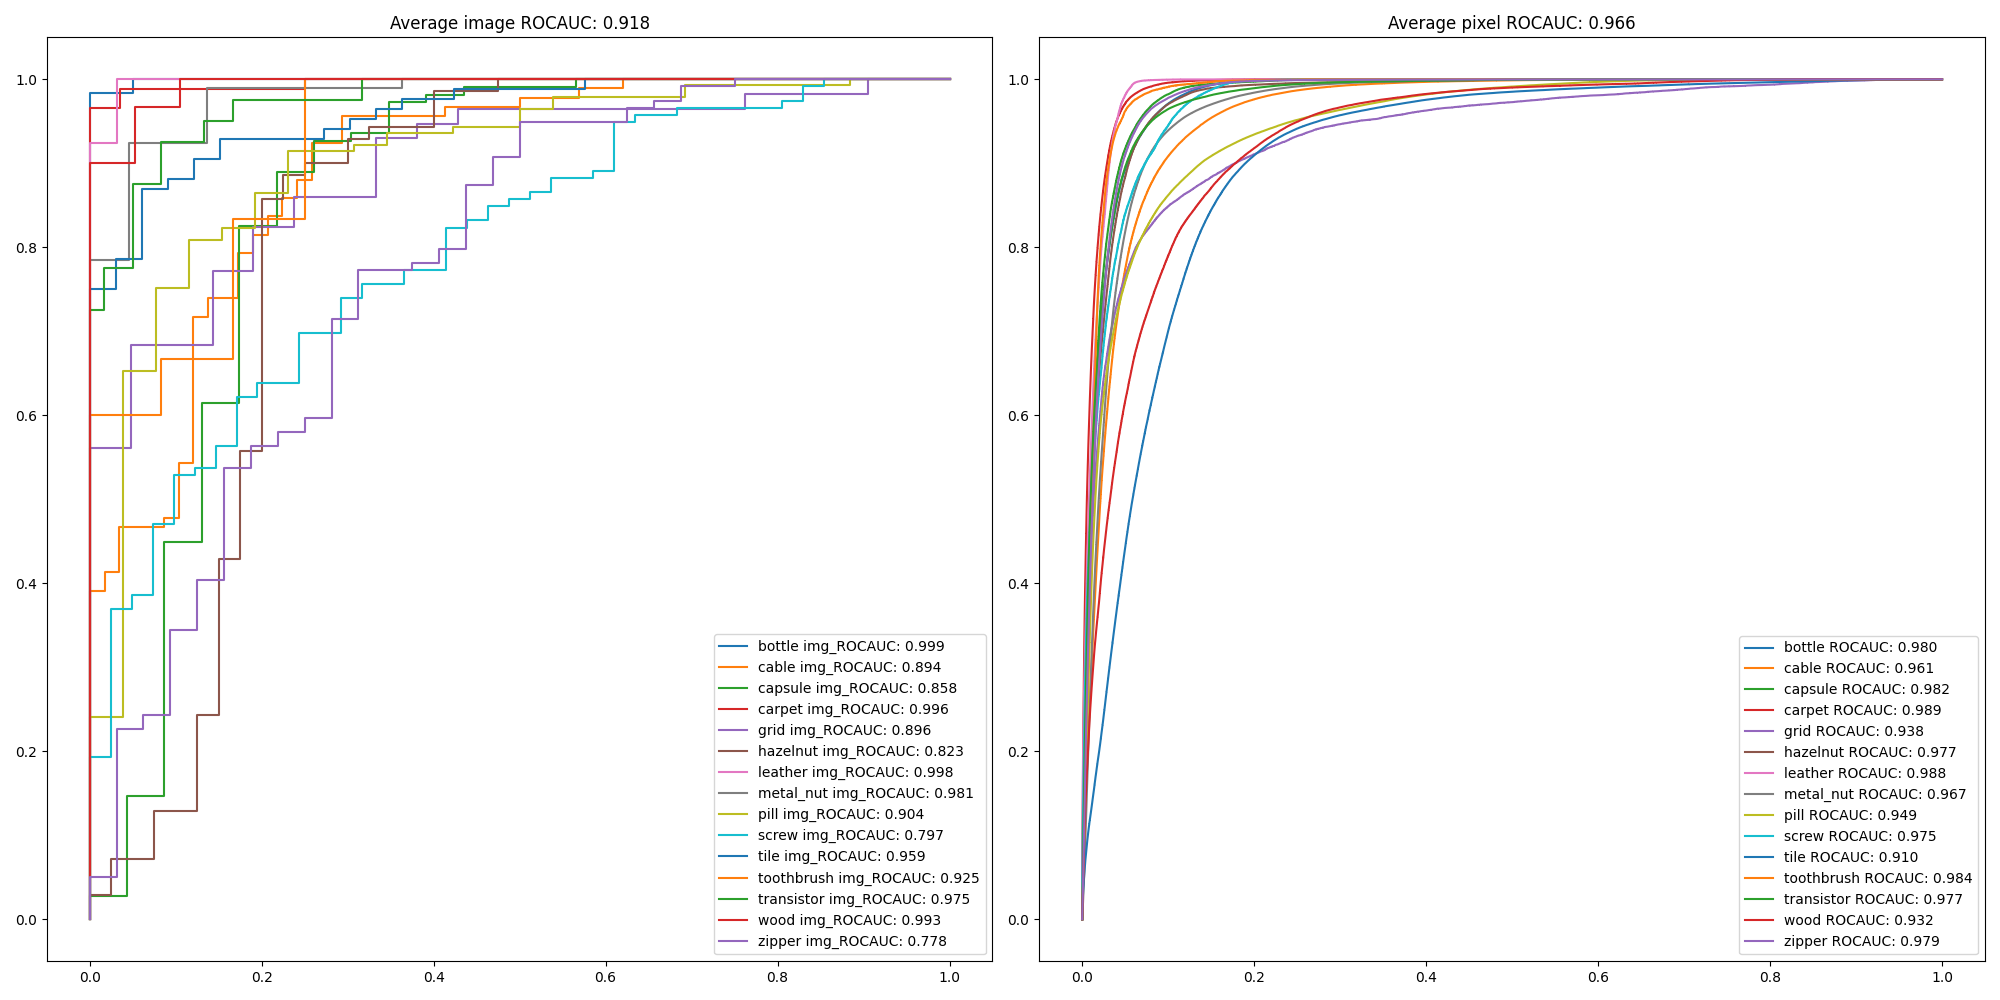 Average image ROCAUC: 0.918
1.0
0.8
0.6
0.4
0.2
0.0
0.0 0.2 0.4 0.6 0.8 1.0
bottle img_ROCAUC: 0.999
cable img_ROCAUC: 0.894
capsule img_ROCAUC: 0.858
carpet img_ROCAUC: 0.996
grid img_ROCAUC: 0.896
hazelnut img_ROCAUC: 0.823
leather img_ROCAUC: 0.998
metal_nut img_ROCAUC: 0.981
pill img_ROCAUC: 0.904
screw img_ROCAUC: 0.797
tile img_ROCAUC: 0.959
toothbrush img_ROCAUC: 0.925
transistor img_ROCAUC: 0.975
wood img_ROCAUC: 0.993
zipper img_ROCAUC: 0.778
Average pixel ROCAUC: 0.966
1.0
0.8
0.6
0.4
0.2
0.0
0.0 0.2 0.4 0.6 0.8 1.0
bottle ROCAUC: 0.980
cable ROCAUC: 0.961
capsule ROCAUC: 0.982
carpet ROCAUC: 0.989
grid ROCAUC: 0.938
hazelnut ROCAUC: 0.977
leather ROCAUC: 0.988
metal_nut ROCAUC: 0.967
pill ROCAUC: 0.949
screw ROCAUC: 0.975
tile ROCAUC: 0.910
toothbrush ROCAUC: 0.984
transistor ROCAUC: 0.977
wood ROCAUC: 0.932
zipper ROCAUC: 0.979